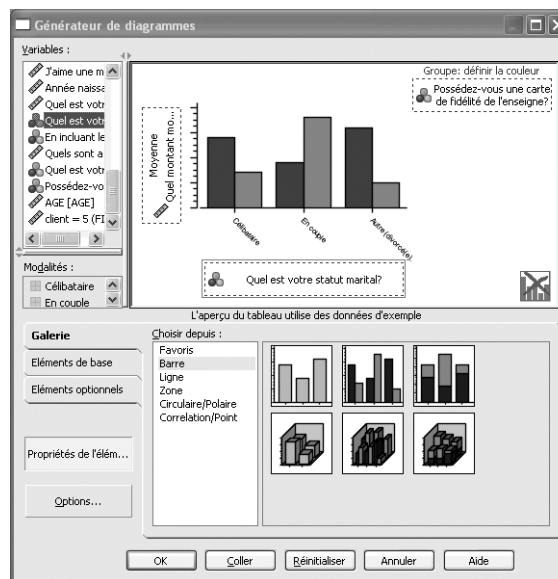 Générateur de diagrammes
Variables :
J'aime une m
Année naissa
Quel est votr
Quel est votr
En incluant le
Quels sont a
Quel est votr
Possédez-vo
AGE [AGE]
client = 5 (FI
Modalités :
Célibataire
En couple
Groupe: définir la couleur
Possédez-vous une carte
de fidélité de l'enseigne?
Moyenne
Quel montant mo...
Célibataire
En couple
Autre (divorcé(e)
Quel est votre statut marital?
L'aperçu du tableau utilise des données d'exemple
Galerie
Eléments de base
Eléments optionnels
Propriétés de l'élém...
Options...
Choisir depuis :
Favoris
Barre
Ligne
Zone
Circulaire/Polaire
Correlation/Point
OK
Coller
Réinitialiser
Annuler
Aide